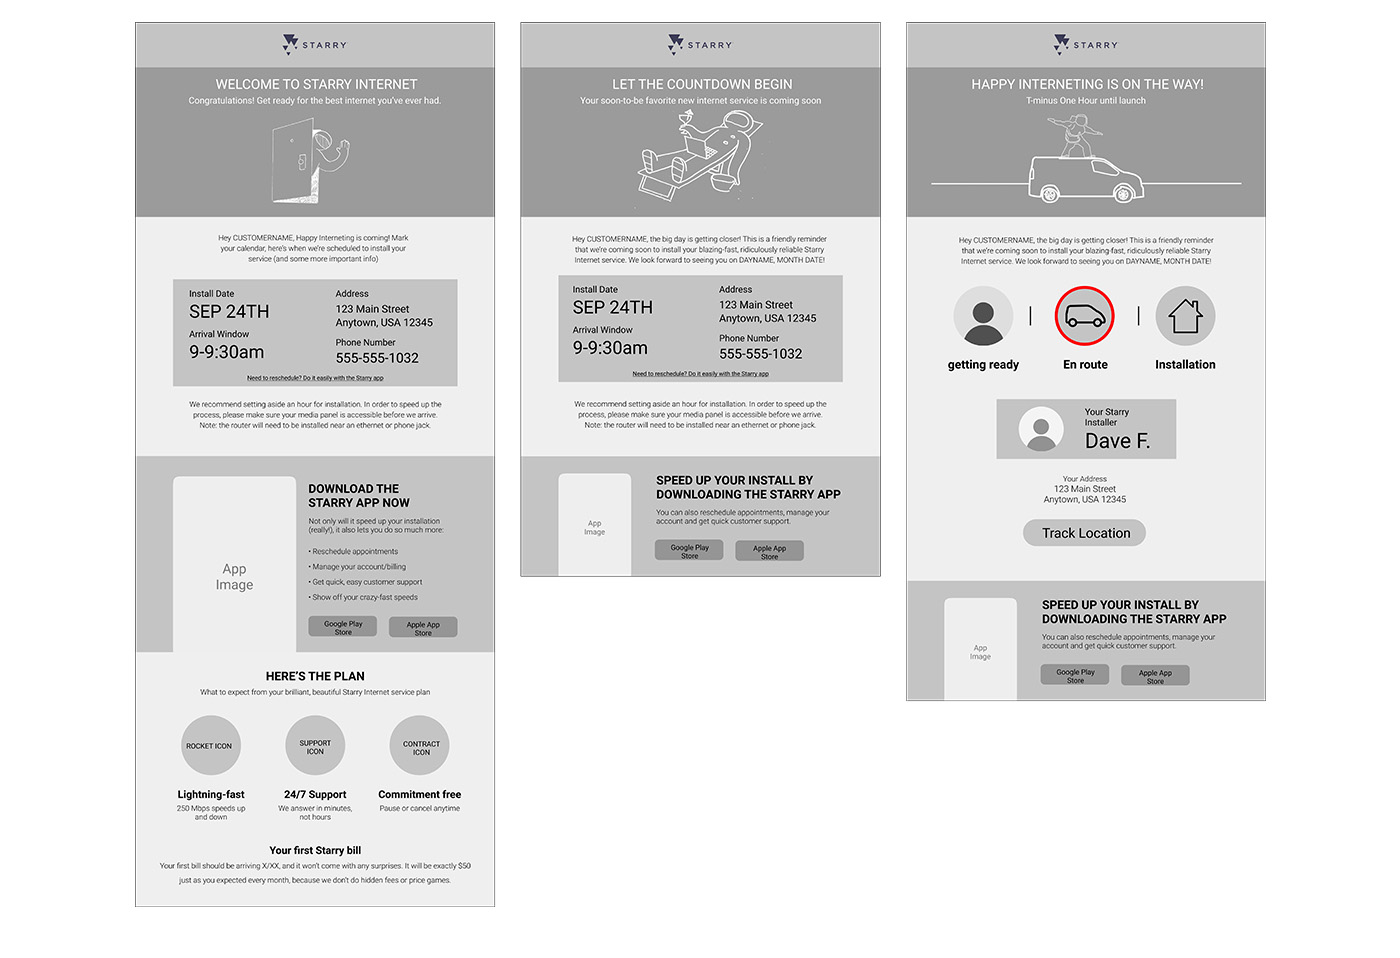 STARRY
WELCOME TO STARRY INTERNET
Congratulations! Get ready for the best internet you've ever had.
Hey CUSTOMERNAME, Happy Interneting is coming! Mark
your calendar, here's when we're scheduled to install your
service (and some more important info)
Install Date
SEP 24TH
Arrival Window
9-9:30am
Address
123 Main Street
Anytown, USA 12345
Phone Number
555-555-1032
Need to reschedule? Do it easily with the Starry app
We recommend setting aside an hour for installation. In order to speed up the
process, please make sure your media panel is accessible before we arrive.
Note: the router will need to be installed near an ethernet or phone jack.
App
Image
DOWNLOAD THE
STARRY APP NOW
Not only will it speed up your installation
(really!), it also lets you do so much more:
• Reschedule appointments
• Manage your account/billing
• Get quick, easy customer support
• Show off your crazy-fast speeds
Google Play
Store
Apple App
Store
HERE'S THE PLAN
What to expect from your brilliant, beautiful Starry Internet service plan
ROCKET ICON
SUPPORT
ICON
CONTRACT
ICON
Lightning-fast
250 Mbps speeds up
and down
24/7 Support
We answer in minutes,
not hours
Commitment free
Pause or cancel anytime
Your first Starry bill
Your first bill should be arriving X/XX, and it won't come with any surprises. It will be exactly $50
just as you expected every month, because we don't do hidden fees or price games.
STARRY
LET THE COUNTDOWN BEGIN
Your soon-to-be favorite new internet service is coming soon
Hey CUSTOMERNAME, the big day is getting closer! This is a friendly reminder
that we're coming soon to install your blazing-fast, ridiculously reliable Starry
Internet service. We look forward to seeing you on DAYNAME, MONTH DATE!
Install Date
SEP 24TH
Arrival Window
9-9:30am
Address
123 Main Street
Anytown, USA 12345
Phone Number
555-555-1032
Need to reschedule? Do it easily with the Starry app
We recommend setting aside an hour for installation. In order to speed up the
process, please make sure your media panel is accessible before we arrive.
Note: the router will need to be installed near an ethernet or phone jack.
App
Image
SPEED UP YOUR INSTALL BY
DOWNLOADING THE STARRY APP
You can also reschedule appointments, manage your
account and get quick customer support.
Google Play
Store
Apple App
Store
STARRY
HAPPY INTERNETING IS ON THE WAY!
T-minus One Hour until launch
Hey CUSTOMERNAME, the big day is getting closer! This is a friendly reminder
that we're coming soon to install your blazing-fast, ridiculously reliable Starry
Internet service. We look forward to seeing you on DAYNAME, MONTH DATE!
getting ready
En route
Installation
Your Starry
Installer
Dave F.
Your Address
123 Main Street
Anytown, USA 12345
Track Location
App
Image
SPEED UP YOUR INSTALL BY
DOWNLOADING THE STARRY APP
You can also reschedule appointments, manage your
account and get quick customer support.
Google Play
Store
Apple App
Store